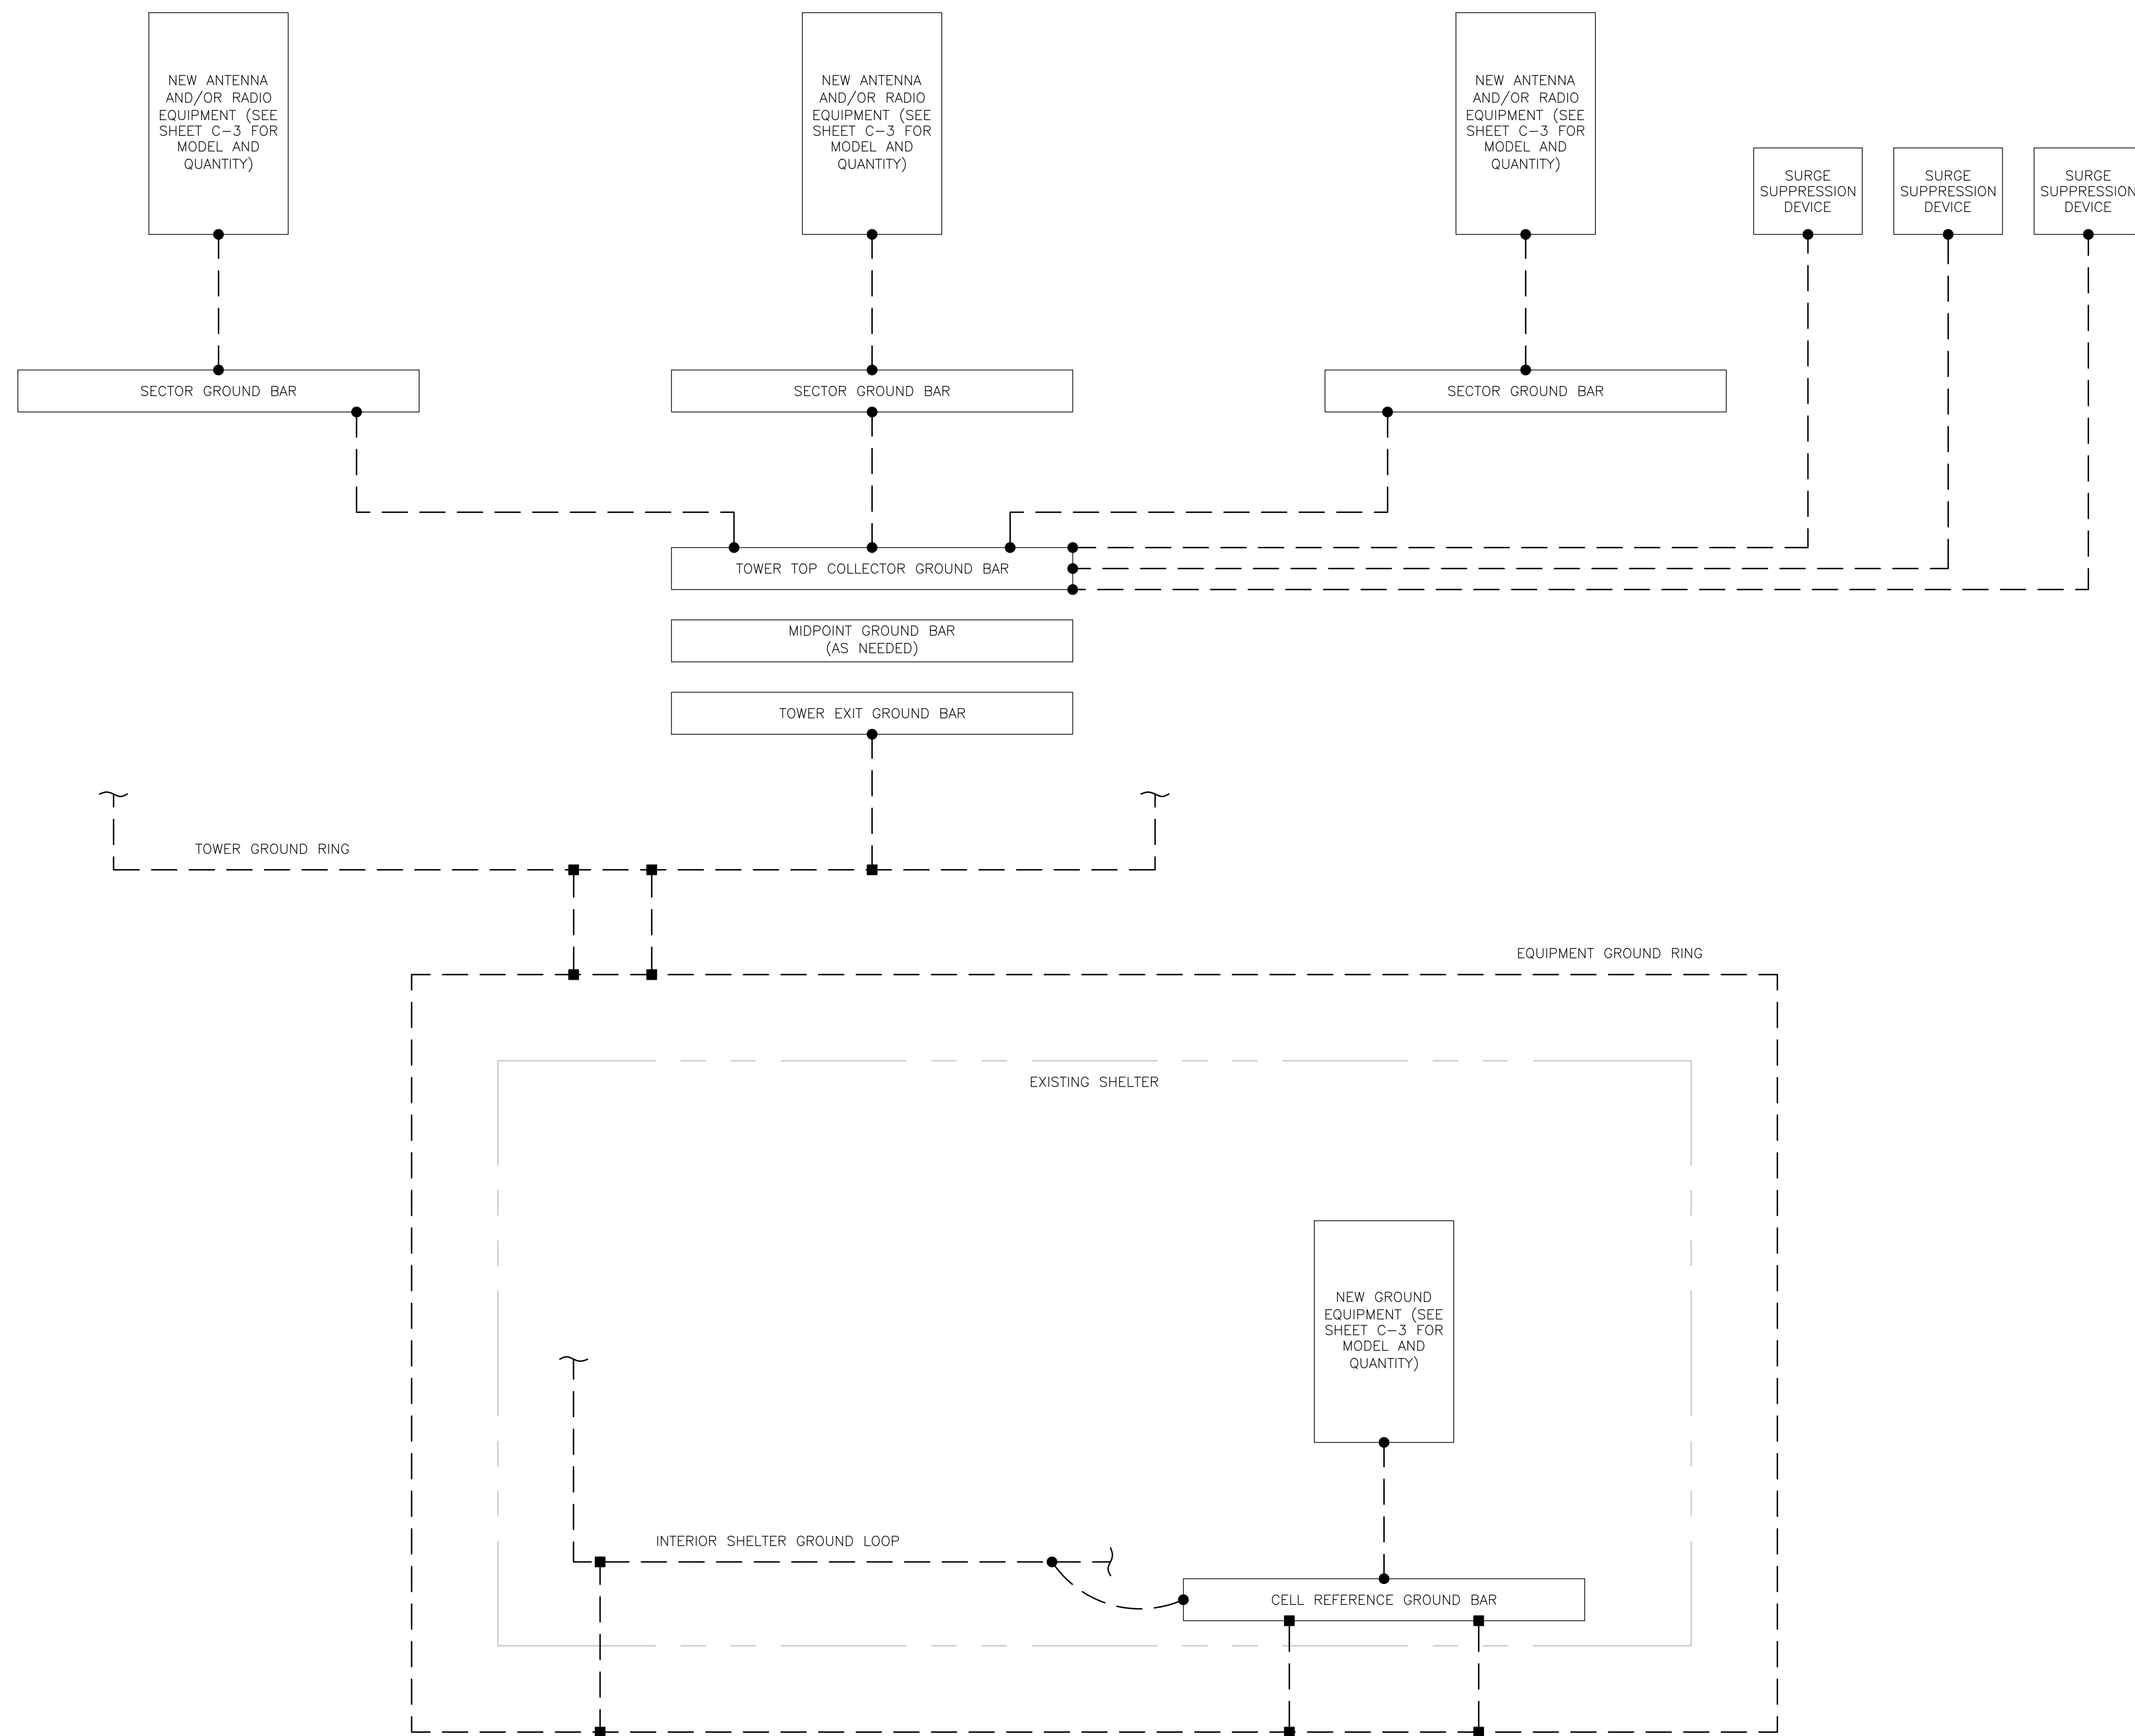 NEW ANTENNA
AND/OR RADIO
EQUIPMENT (SEE
SHEET C-3 FOR
MODEL AND
QUANTITY)
NEW ANTENNA
AND/OR RADIO
EQUIPMENT (SEE
SHEET C-3 FOR
MODEL AND
QUANTITY)
NEW ANTENNA
AND/OR RADIO
EQUIPMENT (SEE
SHEET C-3 FOR
MODEL AND
QUANTITY)
SURGE
SUPPRESSION
DEVICE
SURGE
SUPPRESSION
DEVICE
SURGE
SUPPRESSION
DEVICE
SECTOR GROUND BAR
SECTOR GROUND BAR
SECTOR GROUND BAR
TOWER TOP COLLECTOR GROUND BAR
MIDPOINT GROUND BAR
(AS NEEDED)
TOWER EXIT GROUND BAR
TOWER GROUND RING
EQUIPMENT GROUND RING
EXISTING SHELTER
NEW GROUND
EQUIPMENT (SEE
SHEET C-3 FOR
MODEL AND
QUANTITY)
INTERIOR SHELTER GROUND LOOP
CELL REFERENCE GROUND BAR